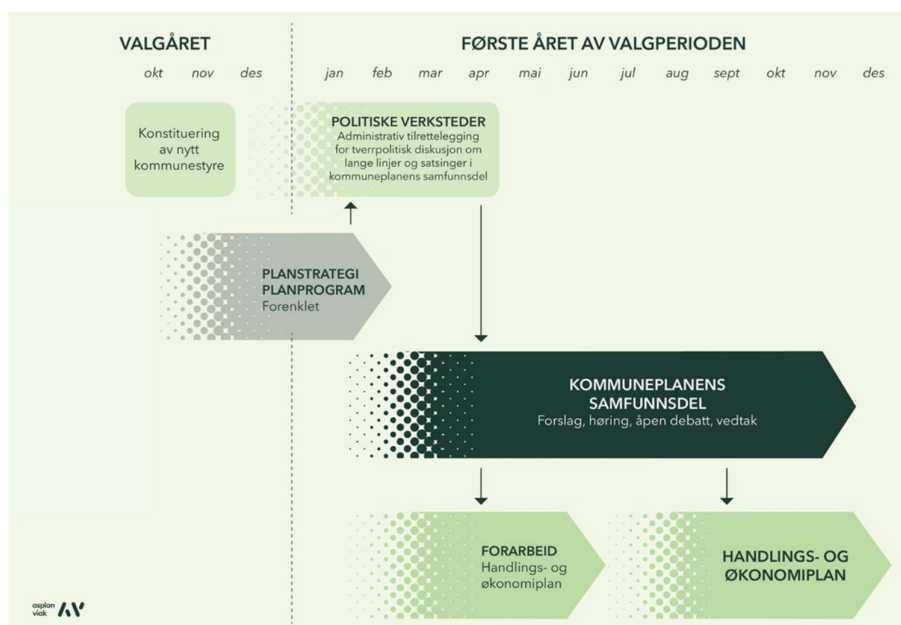 VALGÅRET
FØRSTE ÅRET AV VALGPERIODEN
okt nov des jan feb mar apr mai jun jul aug sept okt nov des
Konstituering
av nytt
kommunestyre
POLITISKE VERKSTEDER
Administrativ tilrettelegging
for tverrpolitisk diskusjon om
lange linjer og satsinger i
kommuneplanens samfunnsdel
PLANSTRATEGI
PLANPROGRAM
Forenklet
KOMMUNEPLANENS
SAMFUNNSDEL
Forslag, høring, åpen debatt, vedtak
FORARBEID
Handlings- og
økonomiplan
HANDLINGS- OG
ØKONOMIPLAN
asplan
viak